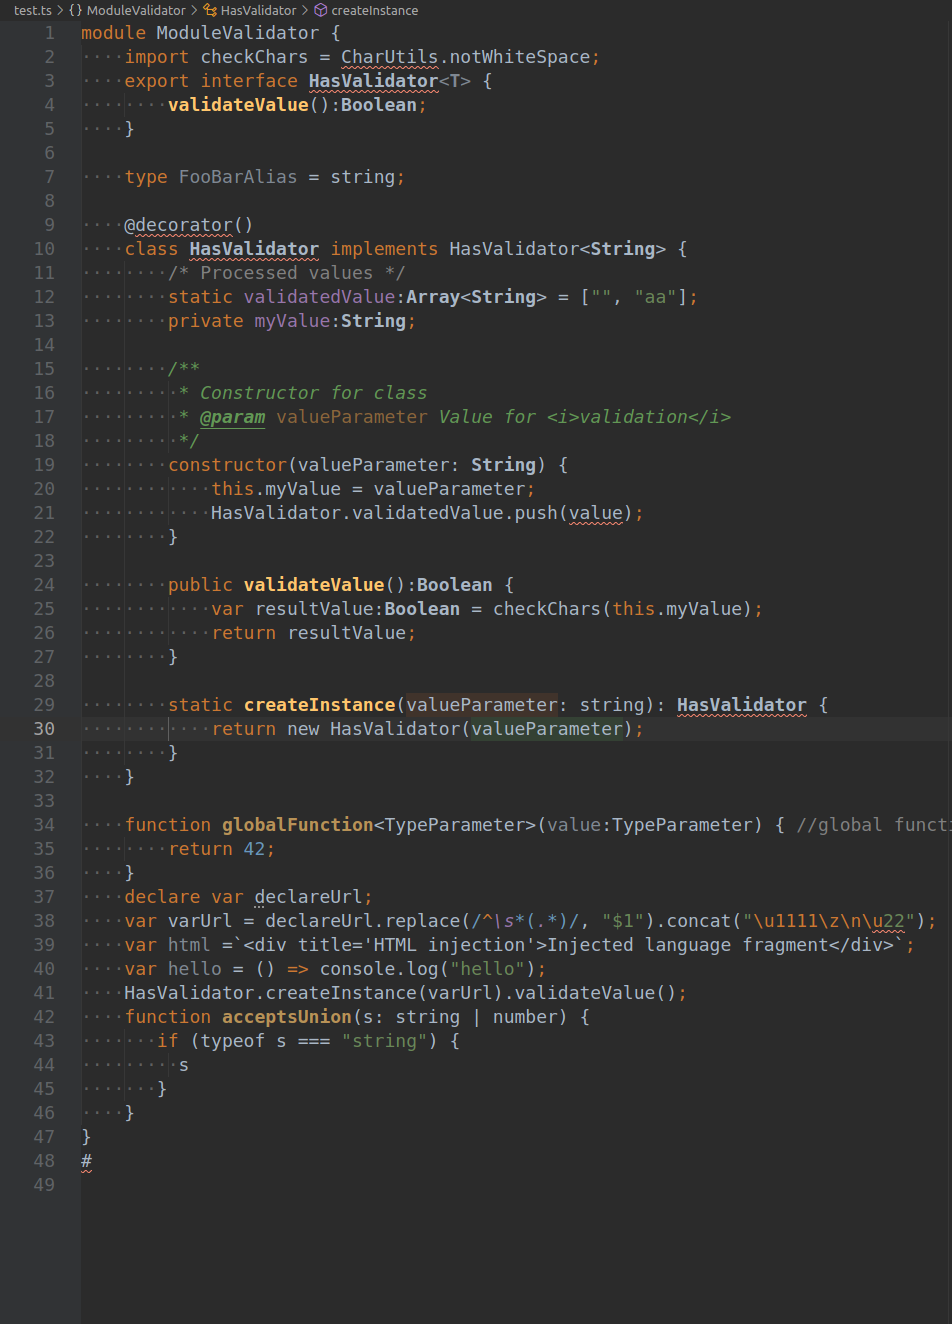 test.ts > {} ModuleValidator > HasValidator > createInstance
1 module ModuleValidator {
2     import checkChars = CharUtils.notWhiteSpace;
3     export interface HasValidator<T> {
4         validateValue():Boolean;
5     }
6
7     type FooBarAlias = string;
8
9     @decorator()
10     class HasValidator implements HasValidator<String> {
11         /* Processed values */
12         static validatedValue:Array<String> = ["", "aa"];
13         private myValue:String;
14
15         /**
16          * Constructor for class
17          * @param valueParameter Value for <i>validation</i>
18          */
19         constructor(valueParameter: String) {
20             this.myValue = valueParameter;
21             HasValidator.validatedValue.push(value);
22         }
23
24         public validateValue():Boolean {
25             var resultValue:Boolean = checkChars(this.myValue);
26             return resultValue;
27         }
28
29         static createInstance(valueParameter: string): HasValidator {
30             return new HasValidator(valueParameter);
31         }
32     }
33
34     function globalFunction<TypeParameter>(value:TypeParameter) { //global functi
35         return 42;
36     }
37     declare var declareUrl;
38     var varUrl = declareUrl.replace(/^\s*(.*)/, "$1").concat("\u1111\z\n\u22");
39     var html =`<div title='HTML injection'>Injected language fragment</div>`;
40     var hello = () => console.log("hello");
41     HasValidator.createInstance(varUrl).validateValue();
42     function acceptsUnion(s: string | number) {
43        if (typeof s === "string") {
44          s
45        }
46     }
47 }
48 #
49